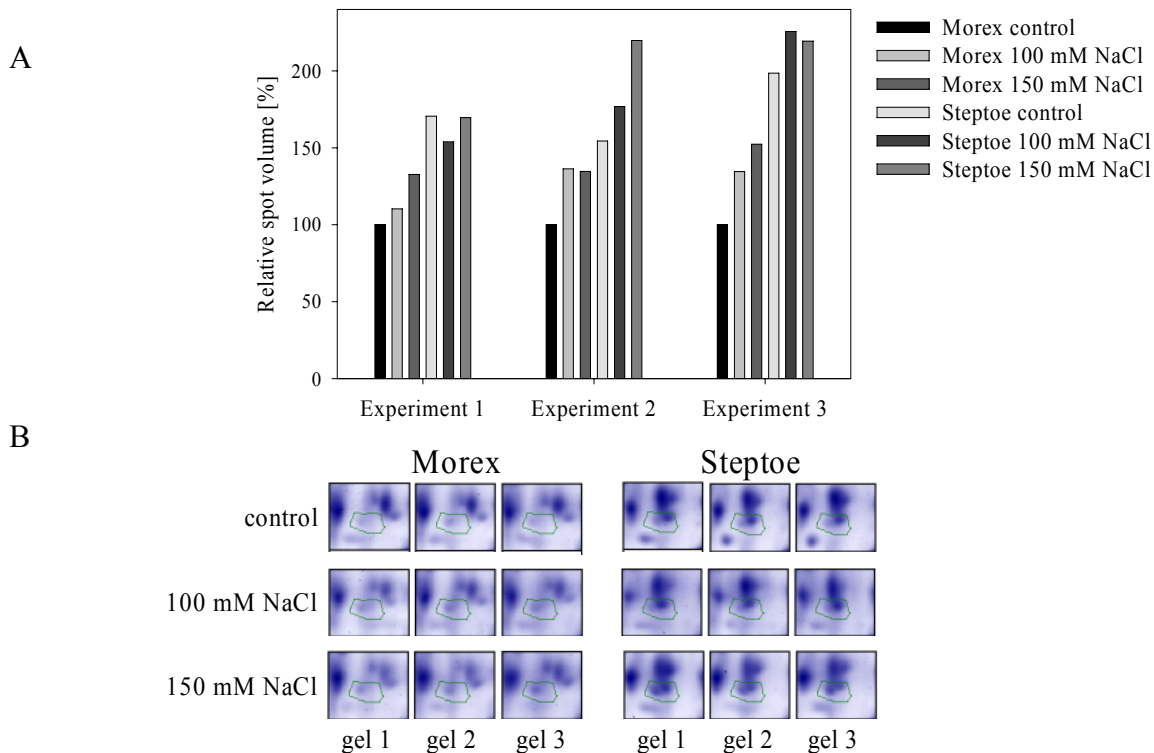 A
Relative spot volume [%]
200
150
100
50
0
Experiment 1 Experiment 2 Experiment 3
Morex control
Morex 100 mM NaCl
Morex 150 mM NaCl
Steptoe control
Steptoe 100 mM NaCl
Steptoe 150 mM NaCl
B
Morex Steptoe
control
100 mM NaCl
150 mM NaCl
gel 1 gel 2 gel 3 gel 1 gel 2 gel 3